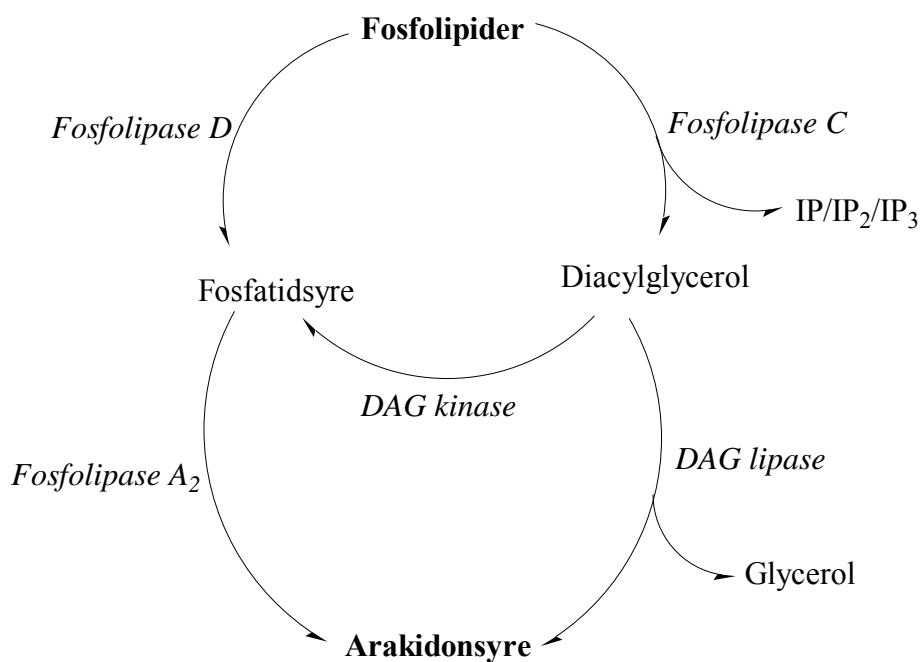 Fosfolipider
Fosfolipase D
Fosfolipase C
IP/IP₂/IP₃
Fosfatidsyre
Diacylglycerol
DAG kinase
Fosfolipase A₂
DAG lipase
Glycerol
Arakidonsyre